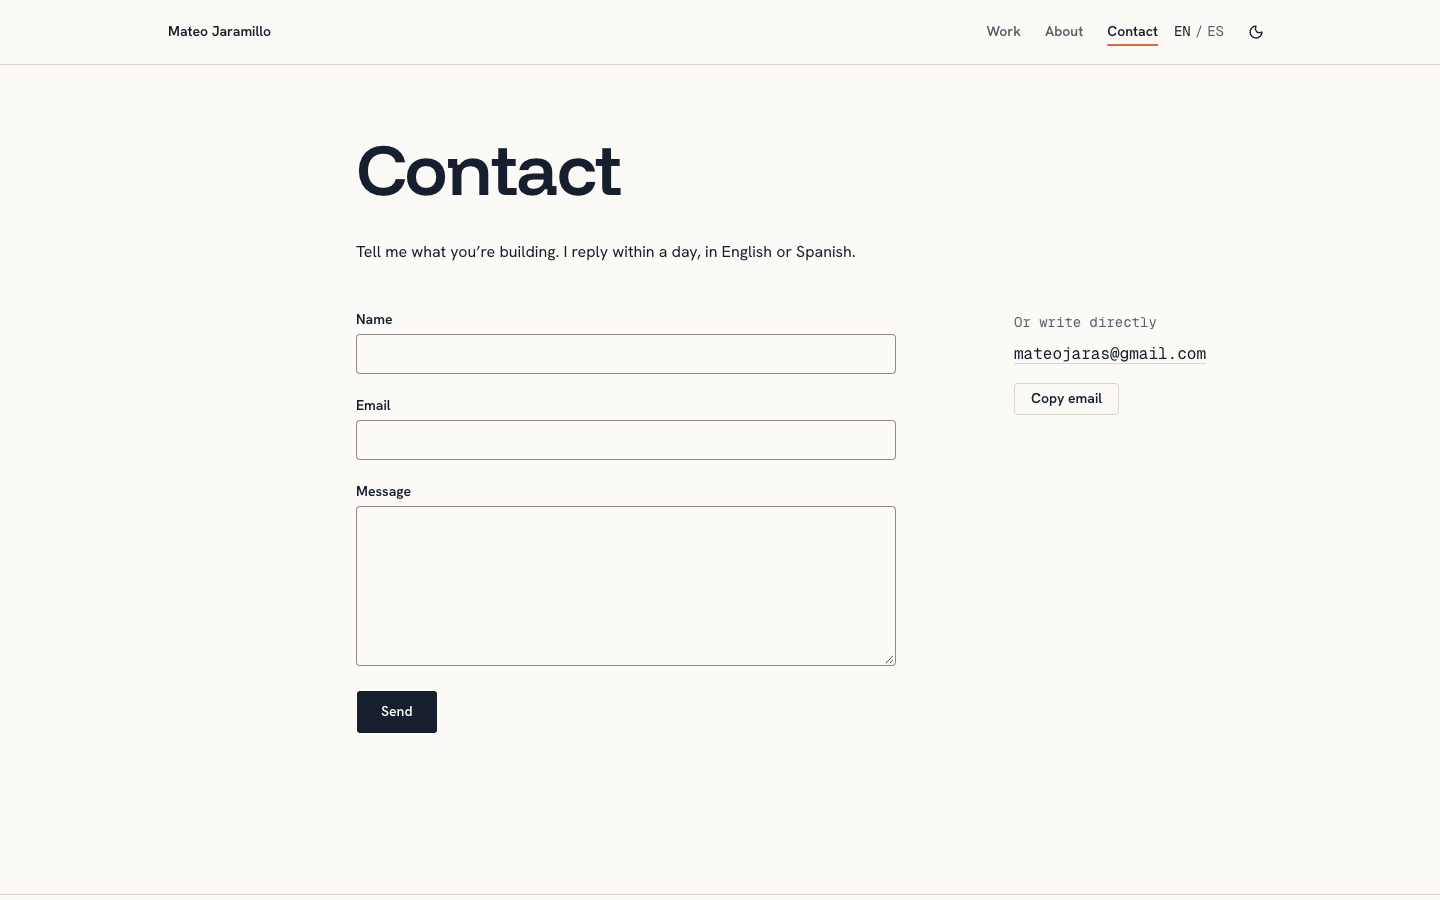 Mateo Jaramillo
Work About Contact EN / ES
Contact
Tell me what you’re building. I reply within a day, in English or Spanish.
Name
Email
Message
Send
Or write directly
mateojaras@gmail.com
Copy email